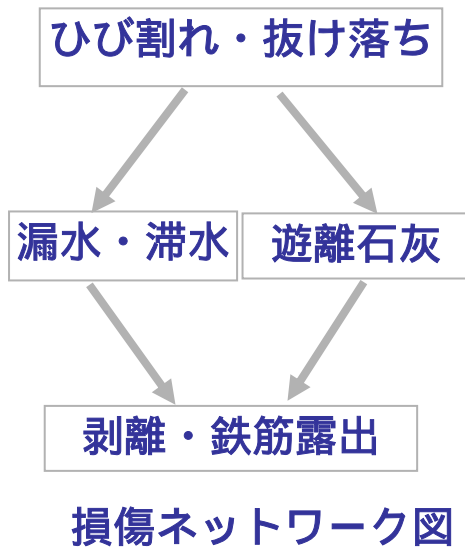 ひび割れ・抜け落ち
漏水・滞水
遊離石灰
剥離・鉄筋露出
損傷ネットワーク図